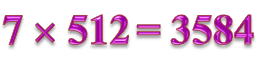 7 × 512 = 3584